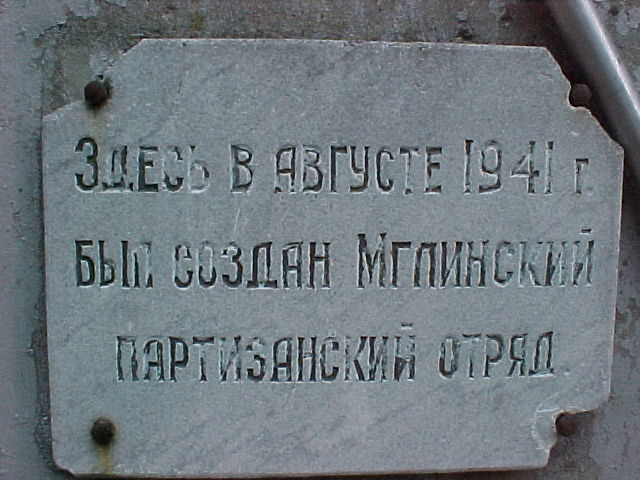 Здесь в августе 1941 г.
был создан Мглинский
партизанский отряд.